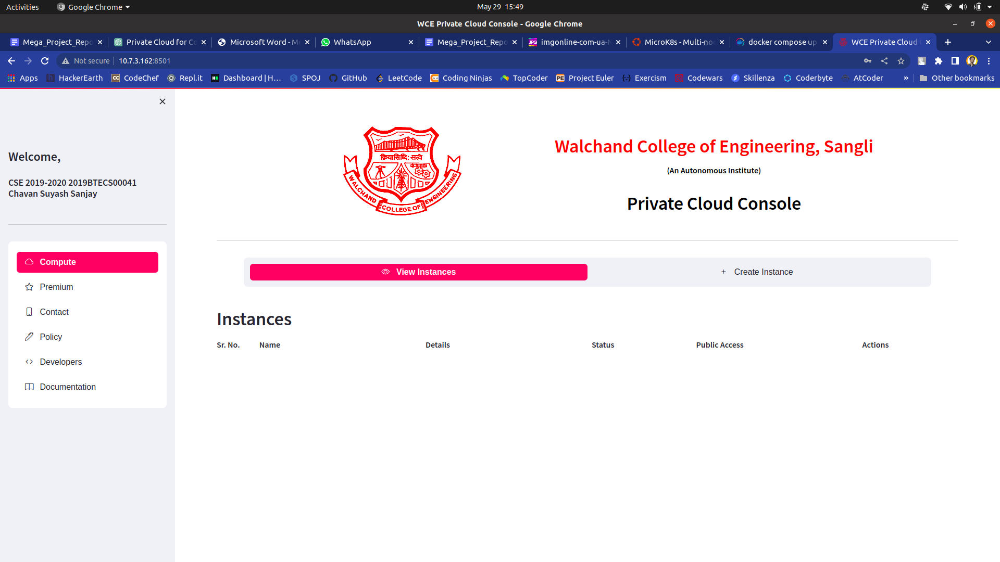 Activities
Google Chrome
May 29 15:49
WCE Private Cloud Console - Google Chrome
Mega_Project_Repo
Private Cloud for Co
Microsoft Word - M
WhatsApp
Mega_Project_Repo
imgonline-com-ua-
MicroK8s - Multi-no
docker compose up
WCE Private Cloud
Not secure
10.7.3.162:8501
Apps
HackerEarth
CodeChef
Repl.it
Dashboard | H...
SPOJ
GitHub
LeetCode
Coding Ninjas
TopCoder
Project Euler
Exercism
Codewars
Skillenza
Coderbyte
AtCoder
»
Other bookmarks
Welcome,
CSE 2019-2020 2019BTECS00041
Chavan Suyash Sanjay
Compute
Premium
Contact
Policy
Developers
Documentation
क्रियासिद्धि: सत्वे
WALCHAND COLLEGE OF ENGINEERING
Walchand College of Engineering, Sangli
(An Autonomous Institute)
Private Cloud Console
View Instances
Create Instance
Instances
Sr. No.
Name
Details
Status
Public Access
Actions